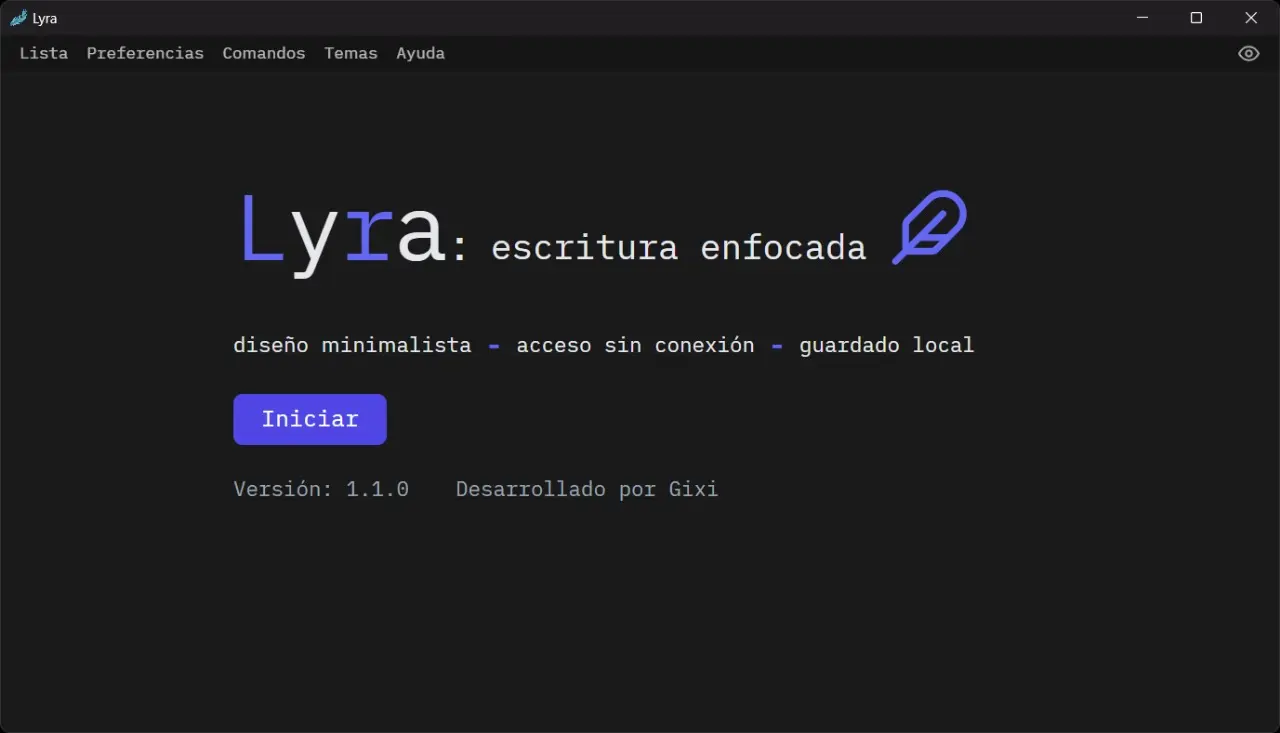 Lyra
Lista Preferencias Comandos Temas Ayuda
Lyra: escritura enfocada
diseño minimalista - acceso sin conexión - guardado local
Iniciar
Versión: 1.1.0 Desarrollado por Gixi